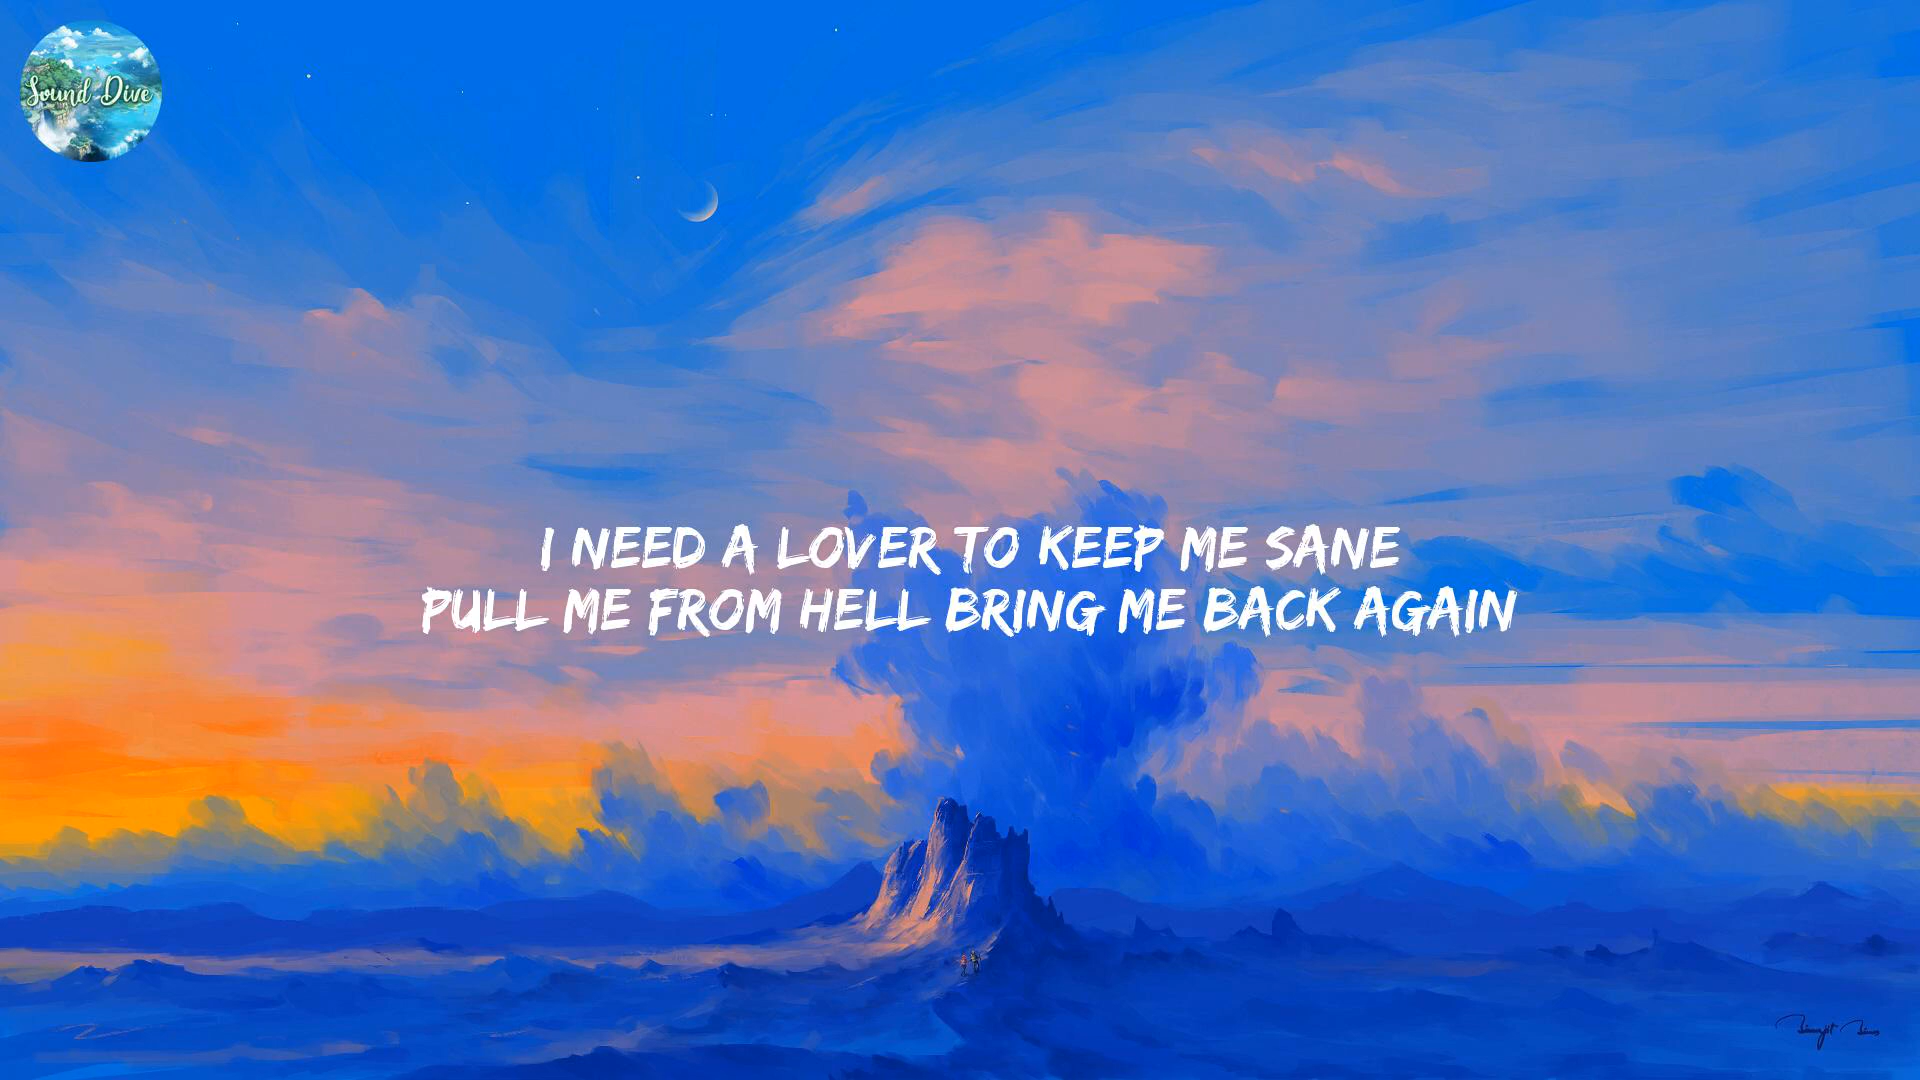 Sound-Dive
I NEED A LOVER TO KEEP ME SANE
PULL ME FROM HELL BRING ME BACK AGAIN